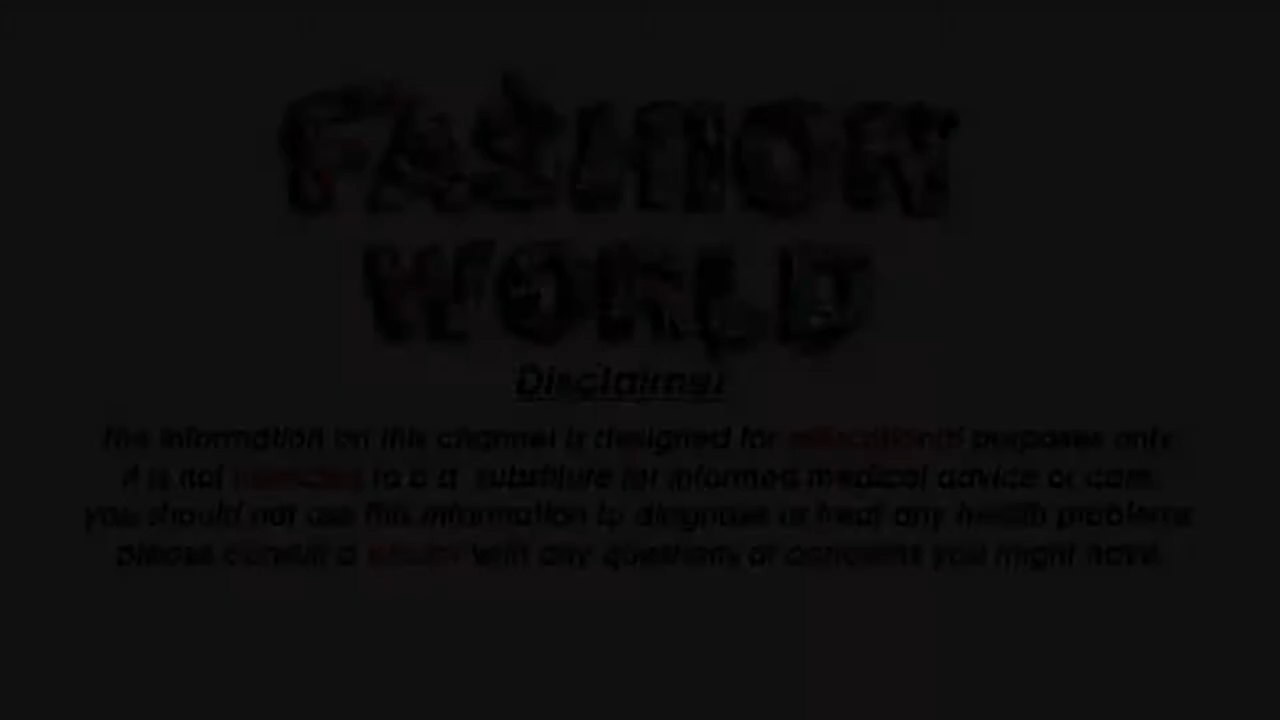 FASHION
WORLD
Disclaimer
The information on this channel is designed for educational purposes only.
it is not intended to b a substitute for informed medical advice or care.
you should not use this information to diagnose or treat any health problems
please consult a doctor with any questions or concerns you might have.